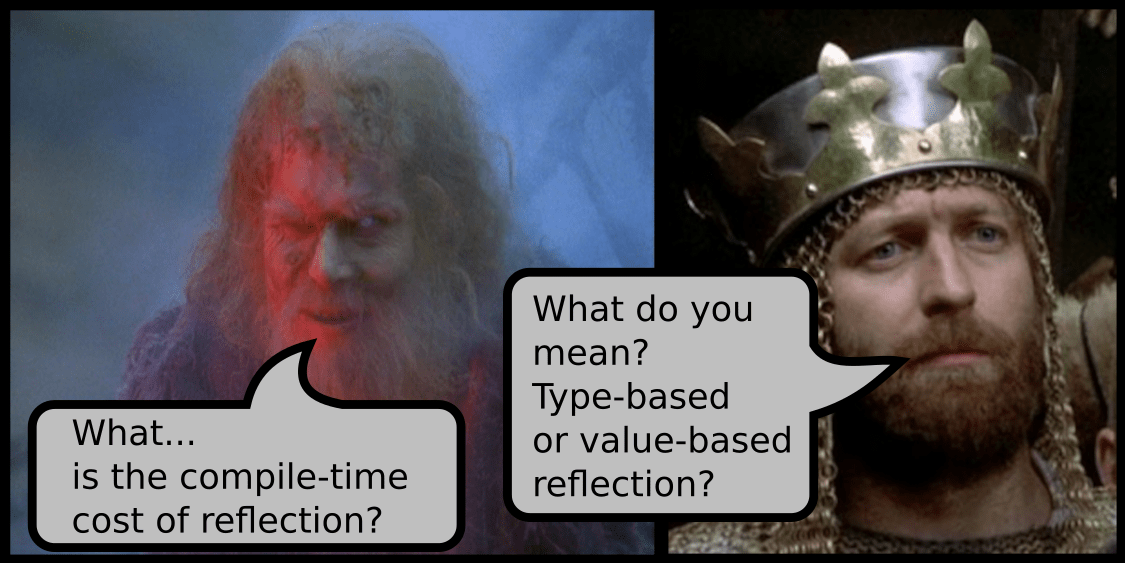 What...
is the compile-time
cost of reflection?
What do you
mean?
Type-based
or value-based
reflection?